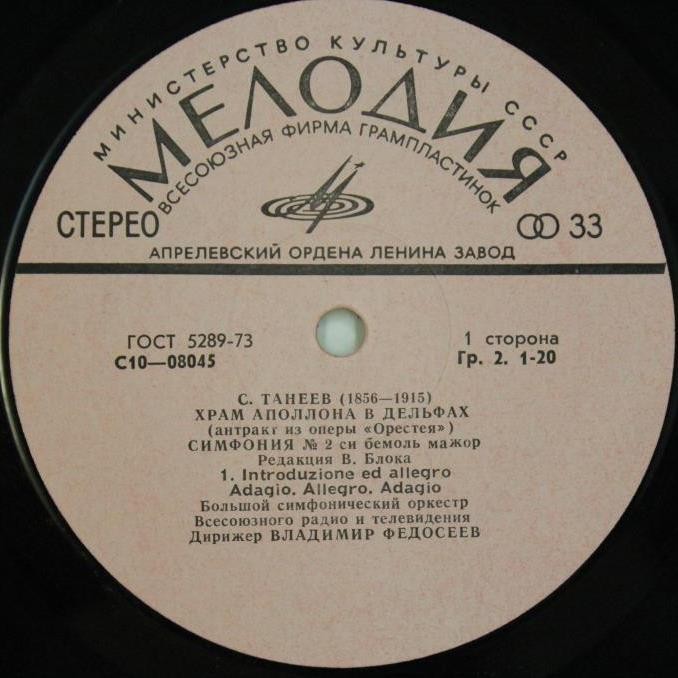 МИНИСТЕРСТВО КУЛЬТУРЫ СССР
МЕЛОДИЯ
ВСЕСОЮЗНАЯ ФИРМА ГРАМПЛАСТИНОК
СТЕРЕО
33
АПРЕЛЕВСКИЙ ОРДЕНА ЛЕНИНА ЗАВОД
ГОСТ 5289-73
С10—08045
1 сторона
Гр. 2. 1-20
С. ТАНЕЕВ (1856—1915)
ХРАМ АПОЛЛОНА В ДЕЛЬФАХ
(антракт из оперы «Орестея»)
СИМФОНИЯ № 2 си бемоль мажор
Редакция В. Блока
1. Introduzione ed allegro
Adagio. Allegro. Adagio
Большой симфонический оркестр
Всесоюзного радио и телевидения
Дирижер ВЛАДИМИР ФЕДОСЕЕВ